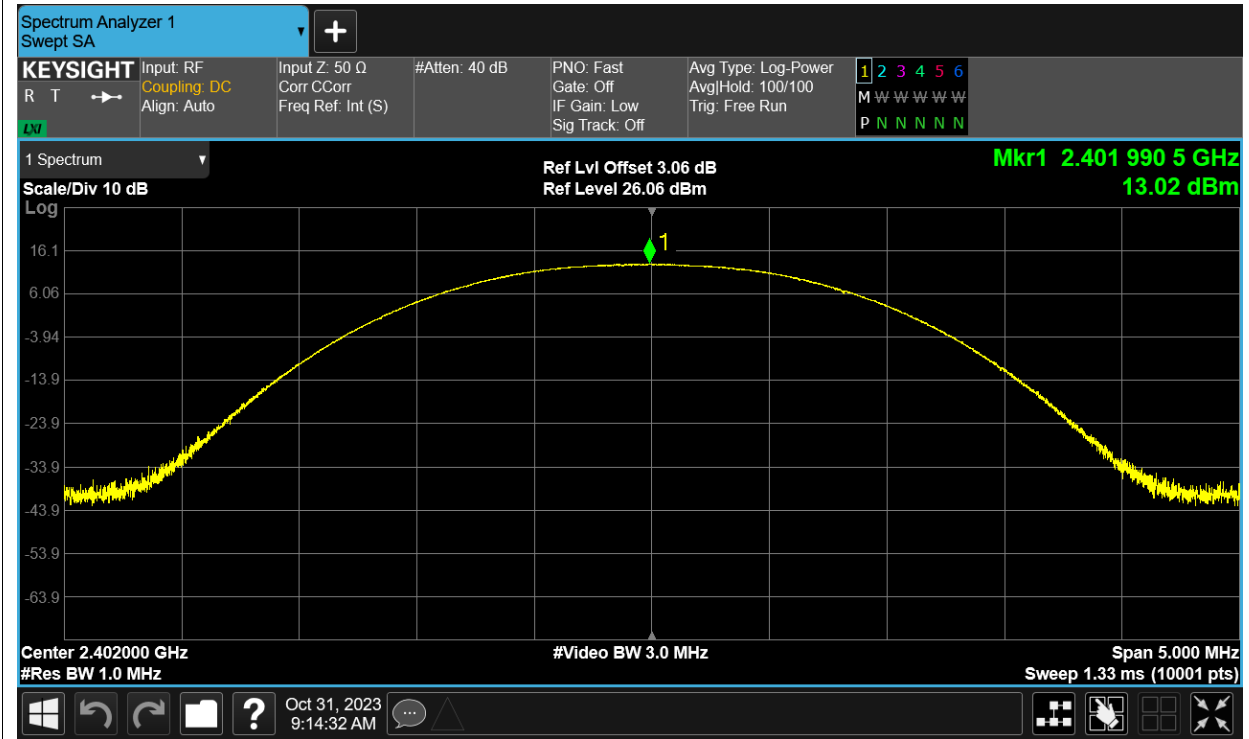 Spectrum Analyzer 1
Swept SA
KEYSIGHT
R T
LXI
Input: RF
Coupling: DC
Align: Auto
Input Z: 50 Ω
Corr CCorr
Freq Ref: Int (S)
#Atten: 40 dB
PNO: Fast
Gate: Off
IF Gain: Low
Sig Track: Off
Avg Type: Log-Power
Avg|Hold: 100/100
Trig: Free Run
1 2 3 4 5 6
M W W W W W
P N N N N N
1 Spectrum
Scale/Div 10 dB
Log
Ref Lvl Offset 3.06 dB
Ref Level 26.06 dBm
Mkr1 2.401 990 5 GHz
13.02 dBm
1
16.1
6.06
-3.94
-13.9
-23.9
-33.9
-43.9
-53.9
-63.9
Center 2.402000 GHz
#Res BW 1.0 MHz
#Video BW 3.0 MHz
Span 5.000 MHz
Sweep 1.33 ms (10001 pts)
?
Oct 31, 2023
9:14:32 AM